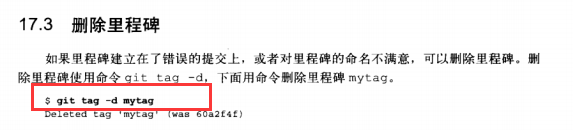 17.3 删除里程碑
如果里程碑建立在了错误的提交上，或者对里程碑的命名不满意，可以删除里程碑。删
除里程碑使用命令 git tag -d，下面用命令删除里程碑 mytag。
$ git tag -d mytag
Deleted tag 'mytag' (was 60a2f4f)